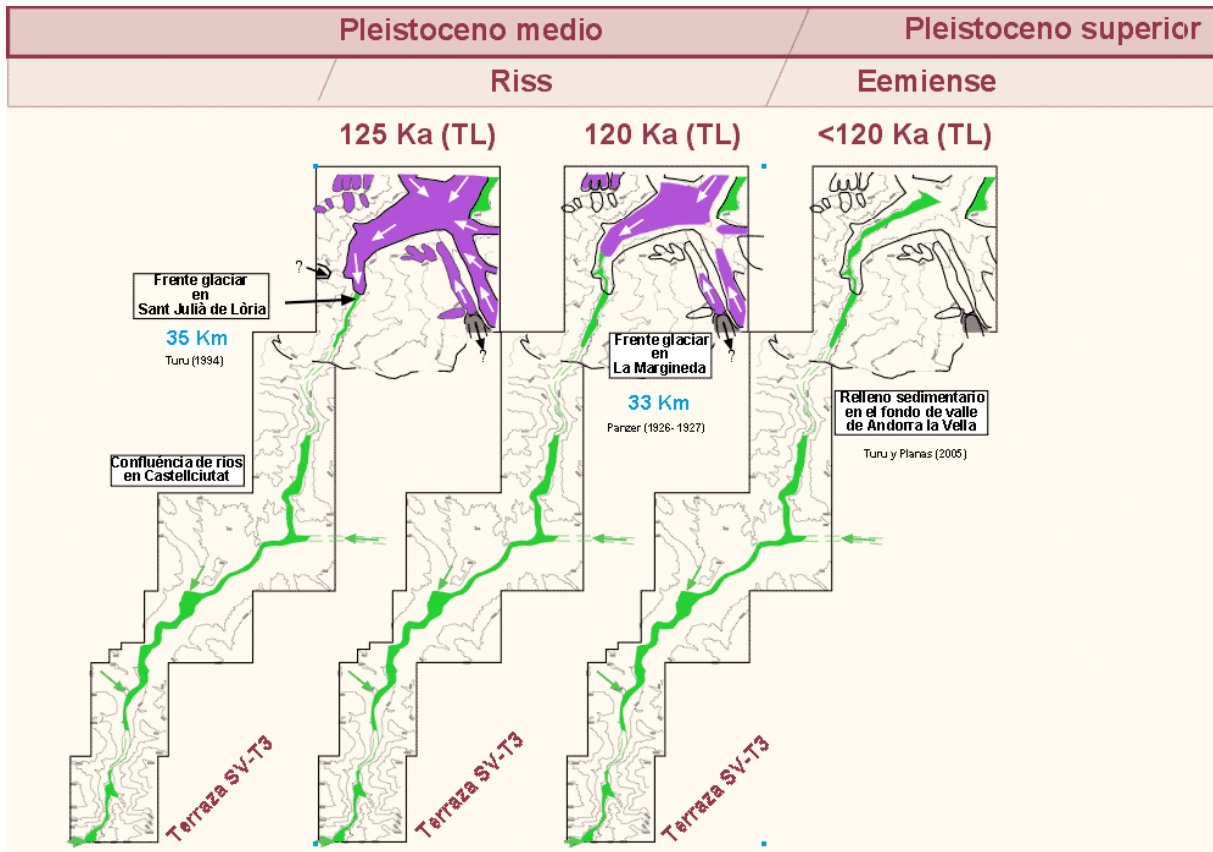 Pleistoceno medio
Pleistoceno superior
Riss
Eemiense
125 Ka (TL)
120 Ka (TL)
<120 Ka (TL)
?
Frente glaciar
en
Sant Julià de Lòria
35 Km
Turu (1994)
?
Frente glaciar
en
La Margineda
33 Km
Panzer (1926- 1927)
?
Relleno sedimentario
en el fondo de valle
de Andorra la Vella
Turu y Planas (2005)
Confluéncia de rios
en Castellciutat
Terraza SV-T3
Terraza SV-T3
Terraza SV-T3